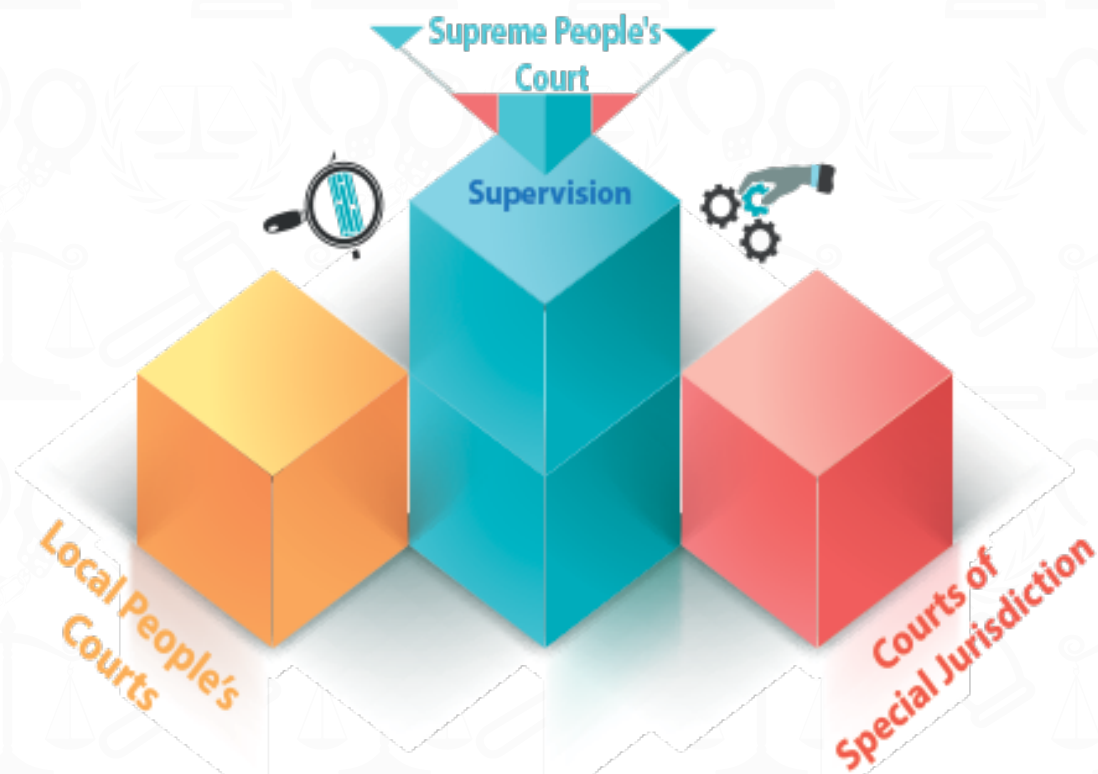 Supreme People's
Court
Supervision
Local People's
Courts
Courts of
Special Jurisdiction